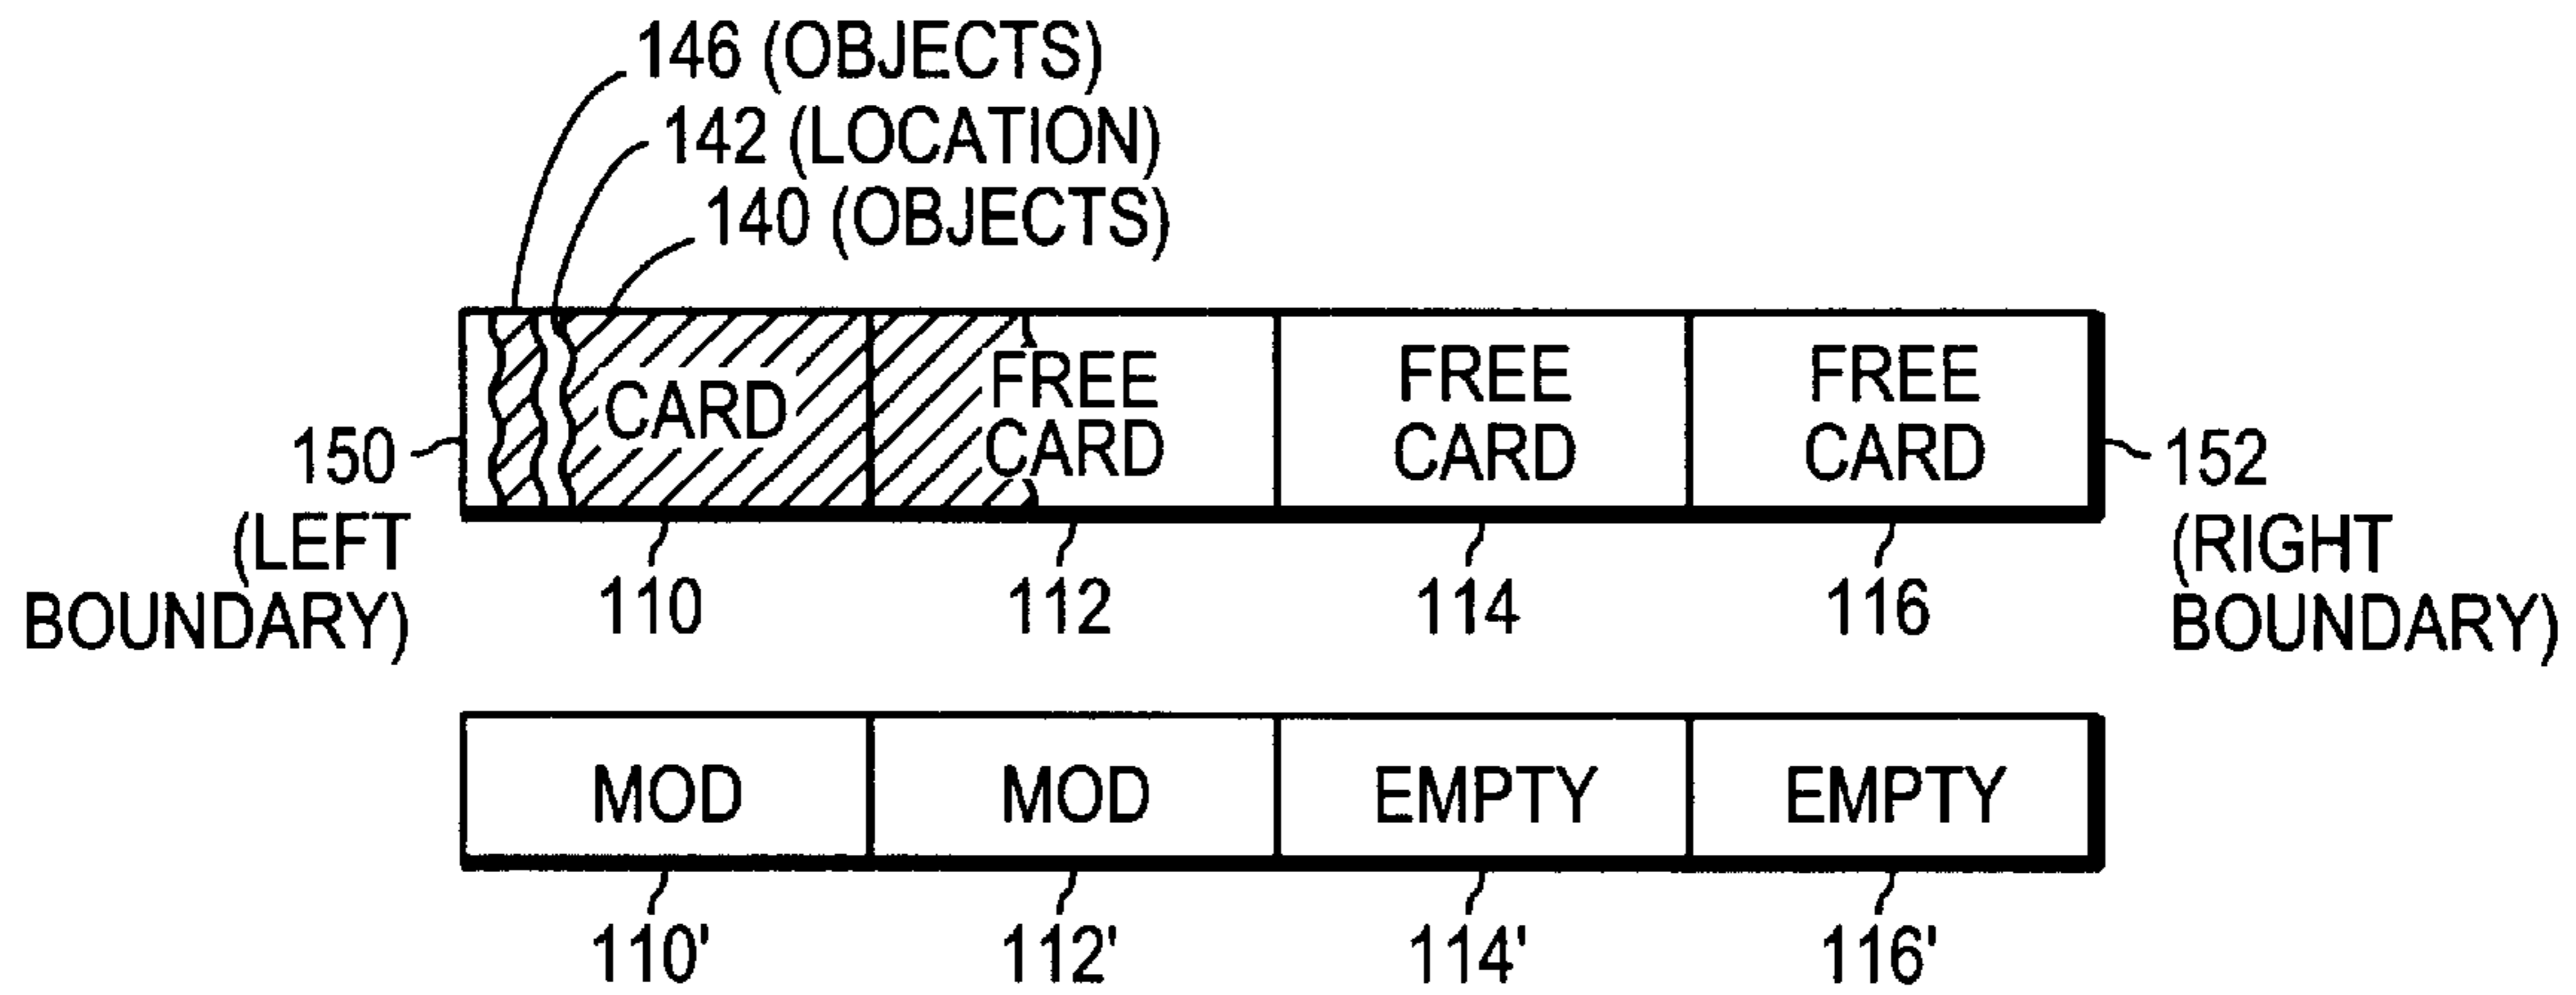 146 (OBJECTS)
142 (LOCATION)
140 (OBJECTS)
CARD
FREE
CARD
FREE
CARD
FREE
CARD
150
(LEFT
BOUNDARY)
152
(RIGHT
BOUNDARY)
110
112
114
116
MOD
MOD
EMPTY
EMPTY
110'
112'
114'
116'